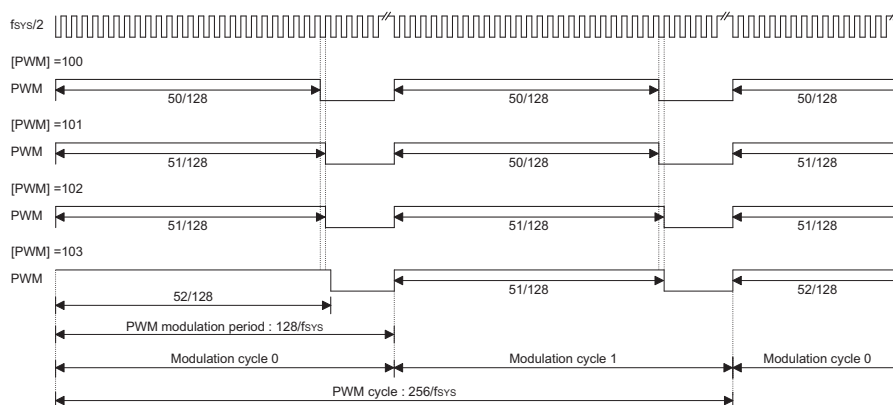 fSYS/2
[PWM] =100
PWM
50/128
50/128
50/128
[PWM] =101
PWM
51/128
50/128
51/128
[PWM] =102
PWM
51/128
51/128
51/128
[PWM] =103
PWM
52/128
51/128
52/128
PWM modulation period : 128/fSYS
Modulation cycle 0
Modulation cycle 1
Modulation cycle 0
PWM cycle : 256/fSYS